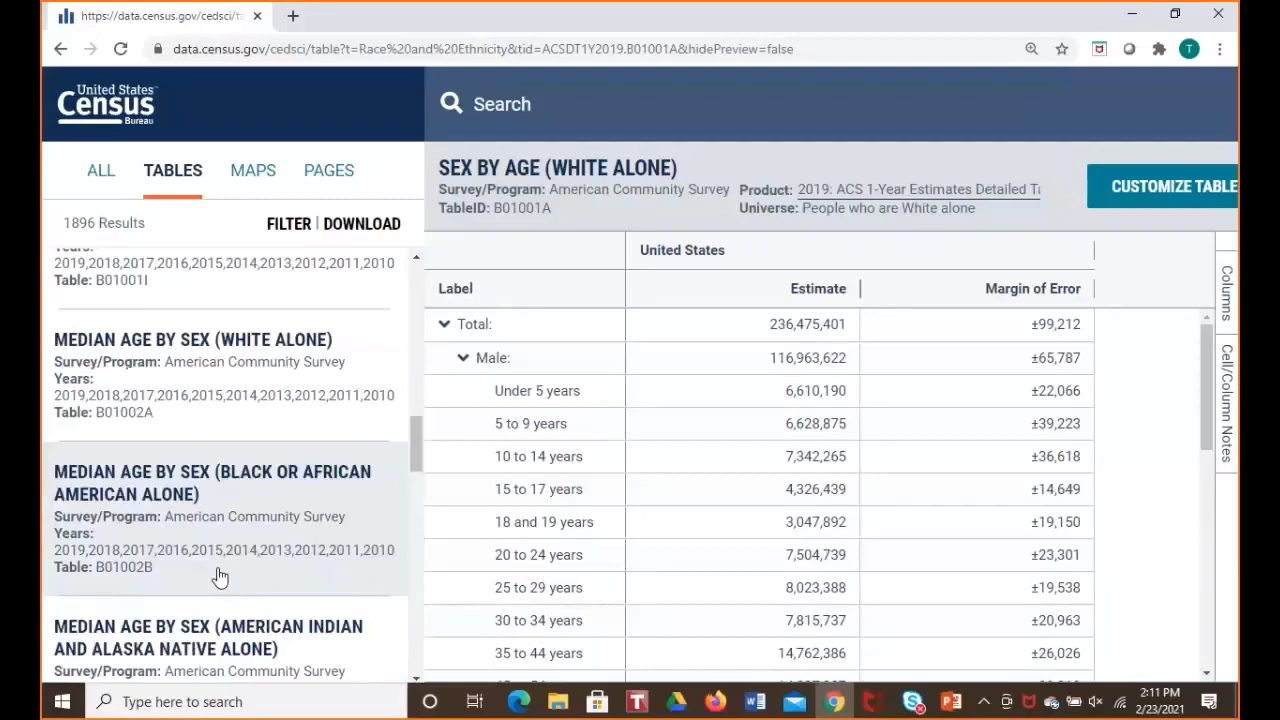 https://data.census.gov/cedsci/ta
data.census.gov/cedsci/table?t=Race%20and%20Ethnicity&tid=ACSDT1Y2019.B01001A&hidePreview=false
T
United States
Census
Bureau
Search
ALL TABLES MAPS PAGES
1896 Results FILTER | DOWNLOAD
Years:
2019,2018,2017,2016,2015,2014,2013,2012,2011,2010
Table: B01001I
MEDIAN AGE BY SEX (WHITE ALONE)
Survey/Program: American Community Survey
Years:
2019,2018,2017,2016,2015,2014,2013,2012,2011,2010
Table: B01002A
MEDIAN AGE BY SEX (BLACK OR AFRICAN
AMERICAN ALONE)
Survey/Program: American Community Survey
Years:
2019,2018,2017,2016,2015,2014,2013,2012,2011,2010
Table: B01002B
MEDIAN AGE BY SEX (AMERICAN INDIAN
AND ALASKA NATIVE ALONE)
Survey/Program: American Community Survey
SEX BY AGE (WHITE ALONE)
Survey/Program: American Community Survey Product: 2019: ACS 1-Year Estimates Detailed Ta
TableID: B01001A Universe: People who are White alone
CUSTOMIZE TABLE
United States
Label Estimate Margin of Error
Total: 236,475,401 ±99,212
Male: 116,963,622 ±65,787
Under 5 years 6,610,190 ±22,066
5 to 9 years 6,628,875 ±39,223
10 to 14 years 7,342,265 ±36,618
15 to 17 years 4,326,439 ±14,649
18 and 19 years 3,047,892 ±19,150
20 to 24 years 7,504,739 ±23,301
25 to 29 years 8,023,388 ±19,538
30 to 34 years 7,815,737 ±20,963
35 to 44 years 14,762,386 ±26,026
Columns
Cell/Column Notes
Type here to search
2:11 PM
2/23/2021